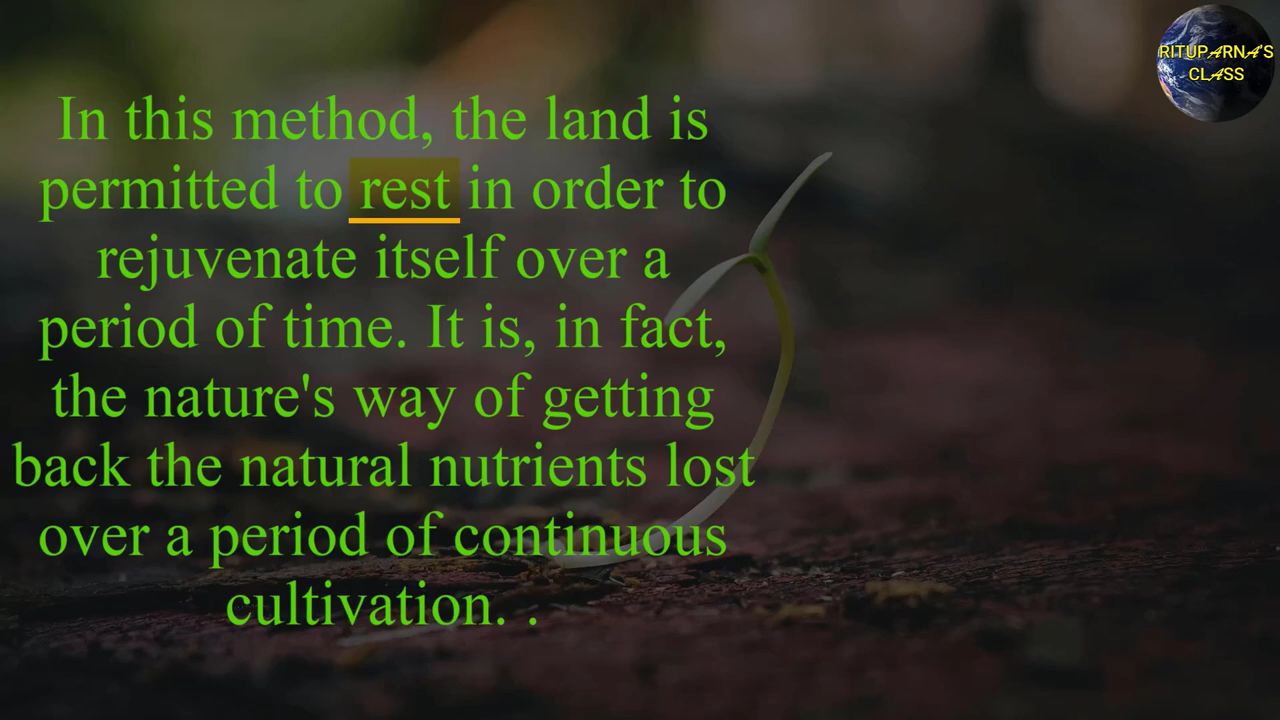 RITUPARNA'S
CLASS
In this method, the land is
permitted to rest in order to
rejuvenate itself over a
period of time. It is, in fact,
the nature's way of getting
back the natural nutrients lost
over a period of continuous
cultivation. .